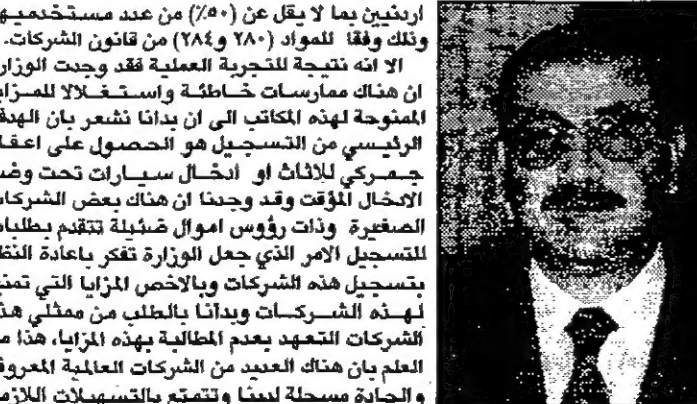 اردنيين بما لا يقل عن (٥٠٪) من عدد مستخدميه
وذلك وفقا للمواد (٢٨٠ و٢٨٤) من قانون الشركات.
الا انه نتيجة للتجربة العملية فقد وجدت الوزار
ان هناك ممارسات خاطئة واستغلالا للمزاي
الممنوحة لهذه المكاتب الى ان بدانا نشعر بان الهد
الرئيسي من التسجيل هو الحصول على اعفا
جمركي للاثاث او ادخال سيارات تحت وض
الادخال المؤقت وقد وجدنا ان هناك بعض الشركا
الصغيرة وذات رؤوس اموال ضئيلة تتقدم بطلبا
للتسجيل الامر الذي جعل الوزارة تفكر باعادة النظ
بتسجيل هذه الشركات وبالاخص المزايا التي تمن
لهذه الشركات وبدانا بالطلب من ممثلي هذ
الشركات التعهد بعدم المطالبة بهذه المزايا، هذا م
العلم بان هناك العديد من الشركات العالمية المعروف
والجادة مسجلة لدينا وتتمتع بالتسهيلات اللازم